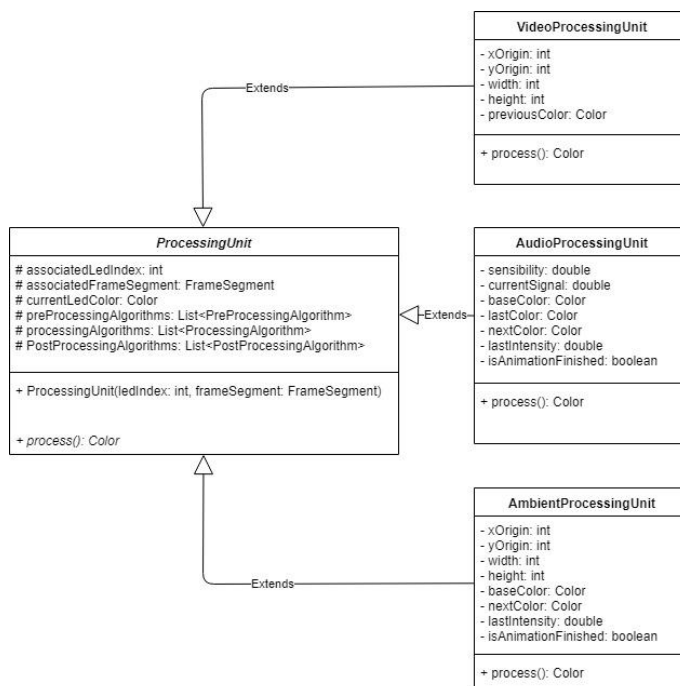 VideoProcessingUnit
- xOrigin: int
- yOrigin: int
- width: int
- height: int
- previousColor: Color
+ process(): Color
Extends
ProcessingUnit
# associatedLedIndex: int
# associatedFrameSegment: FrameSegment
# currentLedColor: Color
# preProcessingAlgorithms: List<PreProcessingAlgorithm>
# processingAlgorithms: List<ProcessingAlgorithm>
# PostProcessingAlgorithms: List<PostProcessingAlgorithm>
+ ProcessingUnit(ledIndex: int, frameSegment: FrameSegment)
+ process(): Color
Extends
AudioProcessingUnit
- sensibility: double
- currentSignal: double
- baseColor: Color
- lastColor: Color
- nextColor: Color
- lastIntensity: double
- isAnimationFinished: boolean
+ process(): Color
Extends
AmbientProcessingUnit
- xOrigin: int
- yOrigin: int
- width: int
- height: int
- baseColor: Color
- nextColor: Color
- lastIntensity: double
- isAnimationFinished: boolean
+ process(): Color